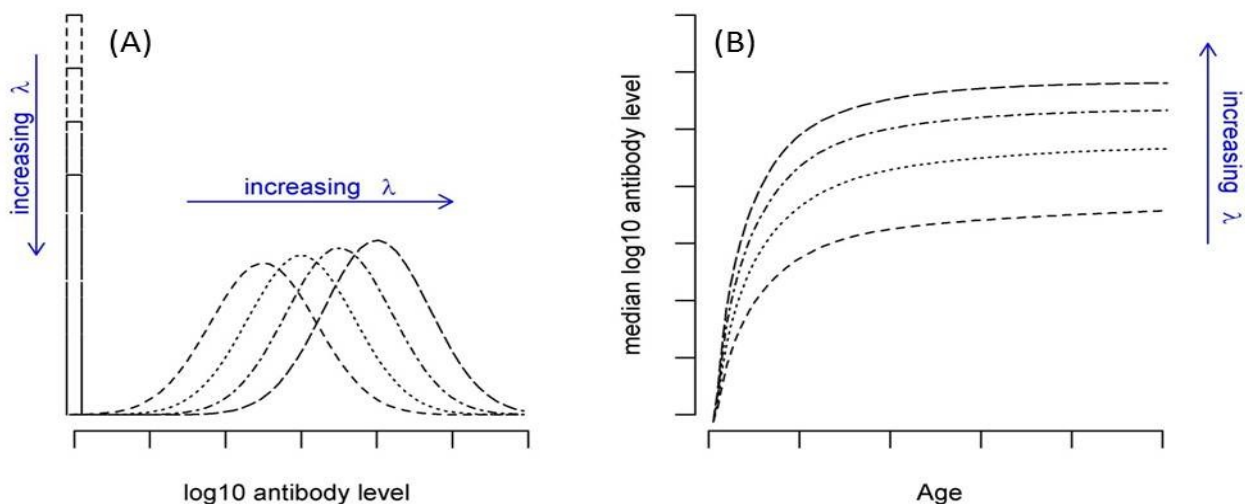 (A)
increasing λ
increasing λ
log10 antibody level
(B)
median log10 antibody level
increasing λ
Age